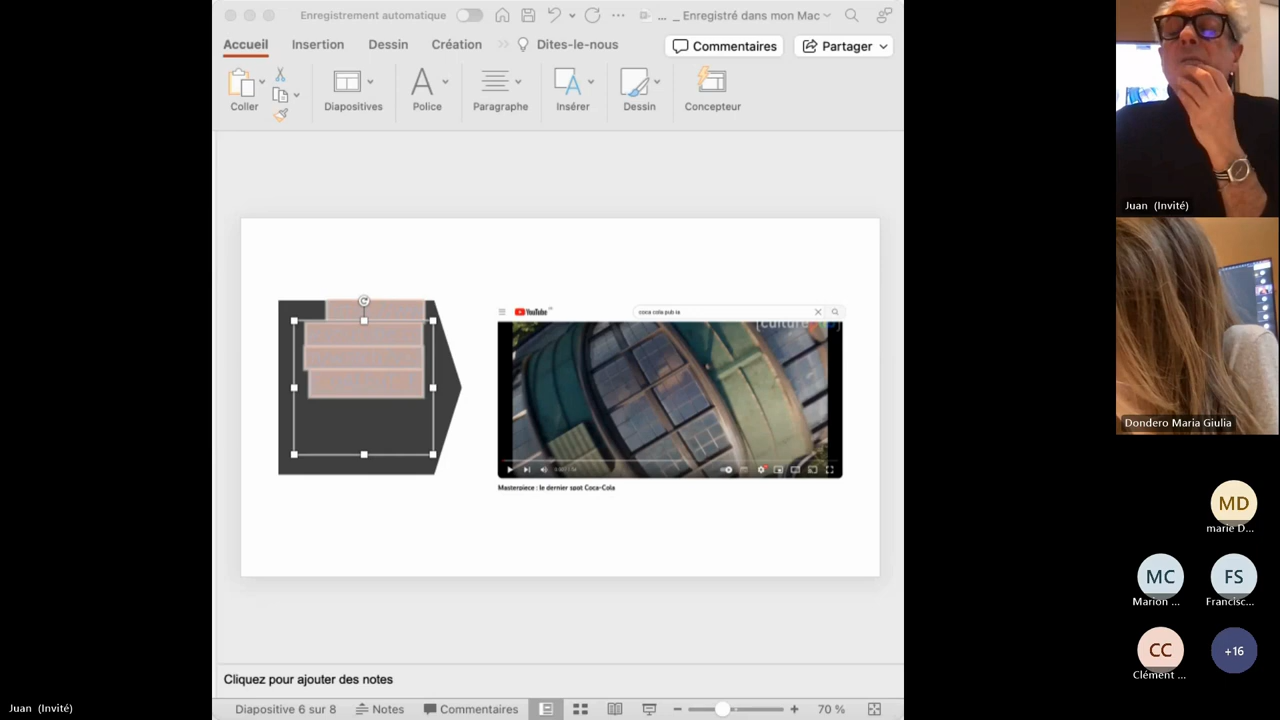 Enregistrement automatique
... _ Enregistré dans mon Mac
Accueil
Insertion
Dessin
Création
Dites-le-nous
Commentaires
Partager
Coller
Diapositives
Police
Paragraphe
Insérer
Dessin
Concepteur
YouTube
coca cola pub ia
Masterpiece : le dernier spot Coca-Cola
Cliquez pour ajouter des notes
Diapositive 6 sur 8
Notes
Commentaires
70 %
Juan (Invité)
Juan (Invité)
Dondero Maria Giulia
MD
marie D...
MC
Marion ...
FS
Francisc...
CC
Clément ...
+16